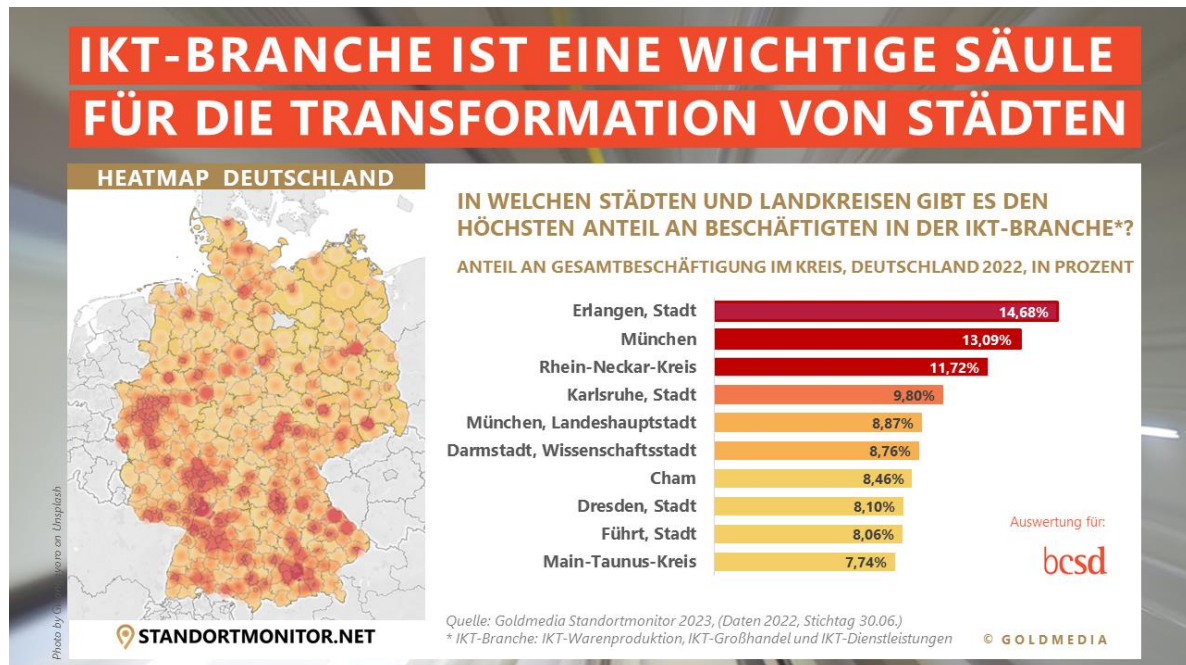 IKT-BRANCHE IST EINE WICHTIGE SÄULE
FÜR DIE TRANSFORMATION VON STÄDTEN
HEATMAP DEUTSCHLAND
IN WELCHEN STÄDTEN UND LANDKREISEN GIBT ES DEN
HÖCHSTEN ANTEIL AN BESCHÄFTIGTEN IN DER IKT-BRANCHE*?
ANTEIL AN GESAMTBESCHÄFTIGUNG IM KREIS, DEUTSCHLAND 2022, IN PROZENT
Erlangen, Stadt 14,68%
München 13,09%
Rhein-Neckar-Kreis 11,72%
Karlsruhe, Stadt 9,80%
München, Landeshauptstadt 8,87%
Darmstadt, Wissenschaftsstadt 8,76%
Cham 8,46%
Dresden, Stadt 8,10%
Führt, Stadt 8,06%
Main-Taunus-Kreis 7,74%
Auswertung für:
bcsd
Quelle: Goldmedia Standortmonitor 2023, (Daten 2022, Stichtag 30.06.)
* IKT-Branche: IKT-Warenproduktion, IKT-Großhandel und IKT-Dienstleistungen
© GOLDMEDIA
STANDORTMONITOR.NET
Photo by on Unsplash